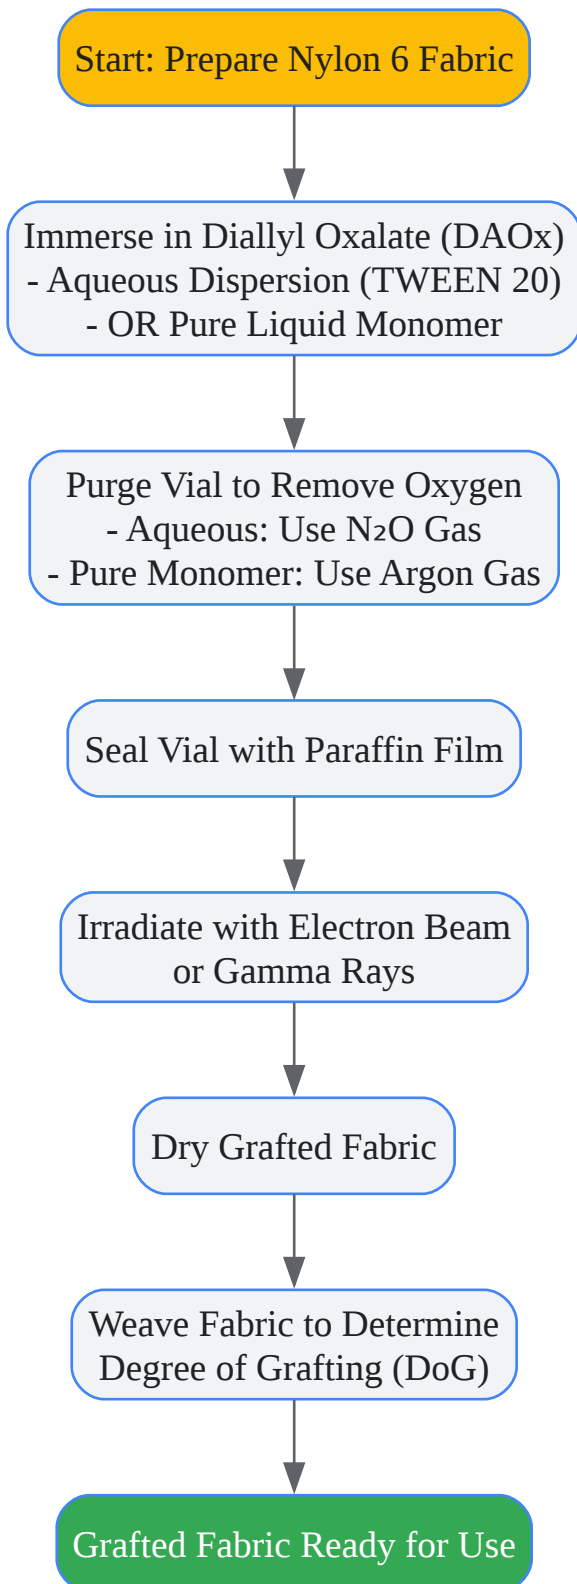 Start: Prepare Nylon 6 Fabric
Immerse in Diallyl Oxalate (DAOx)
- Aqueous Dispersion (TWEEN 20)
- OR Pure Liquid Monomer
Purge Vial to Remove Oxygen
- Aqueous: Use N₂O Gas
- Pure Monomer: Use Argon Gas
Seal Vial with Paraffin Film
Irradiate with Electron Beam
or Gamma Rays
Dry Grafted Fabric
Weave Fabric to Determine
Degree of Grafting (DoG)
Grafted Fabric Ready for Use